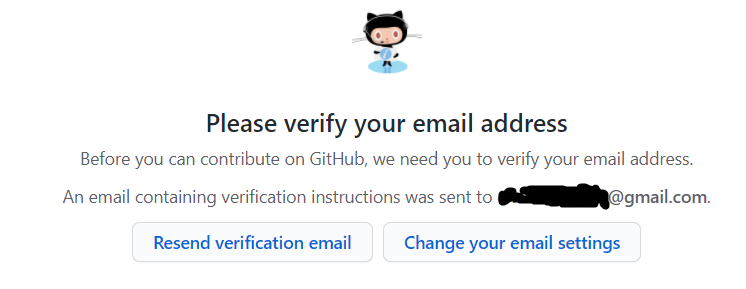 Please verify your email address
Before you can contribute on GitHub, we need you to verify your email address.
An email containing verification instructions was sent to @gmail.com.
Resend verification email
Change your email settings